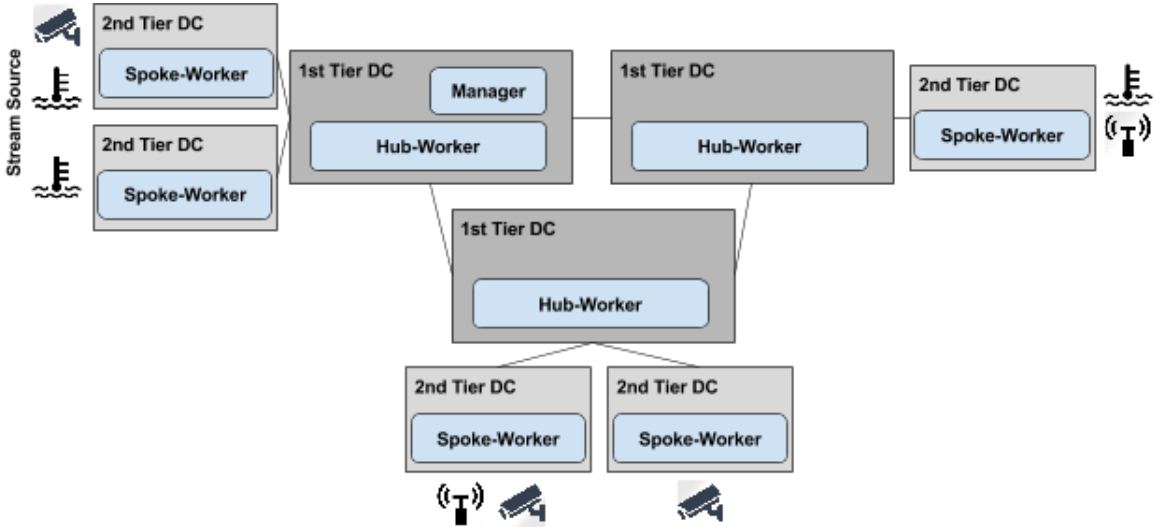 Stream Source
2nd Tier DC
Spoke-Worker
2nd Tier DC
Spoke-Worker
1st Tier DC
Manager
Hub-Worker
1st Tier DC
Hub-Worker
2nd Tier DC
Spoke-Worker
1st Tier DC
Hub-Worker
2nd Tier DC
Spoke-Worker
2nd Tier DC
Spoke-Worker